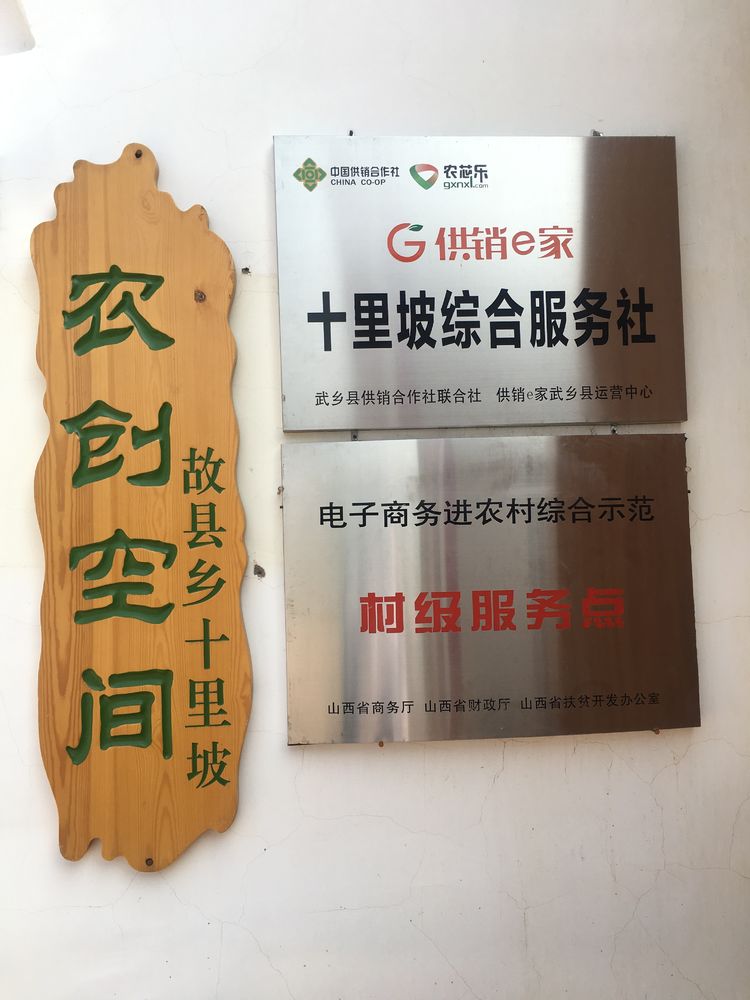 农创空间
故县乡十里坡
中国供销合作社
CHINA CO-OP
农芯乐
gxnxl.com
供销e家
十里坡综合服务社
武乡县供销合作社联合社 供销e家武乡县运营中心
电子商务进农村综合示范
村级服务点
山西省商务厅 山西省财政厅 山西省扶贫开发办公室